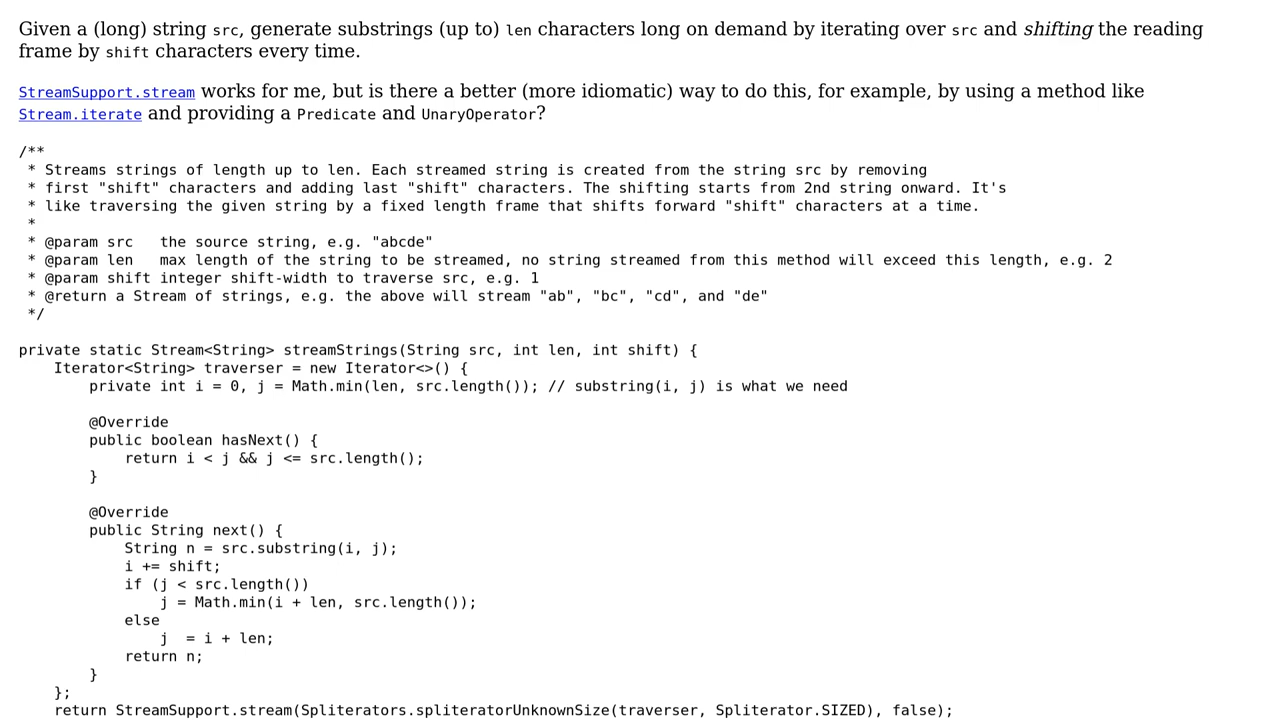 Given a (long) string src, generate substrings (up to) len characters long on demand by iterating over src and shifting the reading
frame by shift characters every time.
StreamSupport.stream works for me, but is there a better (more idiomatic) way to do this, for example, by using a method like
Stream.iterate and providing a Predicate and UnaryOperator?
/**
 * Streams strings of length up to len. Each streamed string is created from the string src by removing
 * first "shift" characters and adding last "shift" characters. The shifting starts from 2nd string onward. It's
 * like traversing the given string by a fixed length frame that shifts forward "shift" characters at a time.
 *
 * @param src   the source string, e.g. "abcde"
 * @param len   max length of the string to be streamed, no string streamed from this method will exceed this length, e.g. 2
 * @param shift integer shift-width to traverse src, e.g. 1
 * @return a Stream of strings, e.g. the above will stream "ab", "bc", "cd", and "de"
 */
private static Stream<String> streamStrings(String src, int len, int shift) {
    Iterator<String> traverser = new Iterator<>() {
        private int i = 0, j = Math.min(len, src.length()); // substring(i, j) is what we need
        @Override
        public boolean hasNext() {
            return i < j && j <= src.length();
        }
        @Override
        public String next() {
            String n = src.substring(i, j);
            i += shift;
            if (j < src.length())
                j = Math.min(i + len, src.length());
            else
                j  = i + len;
            return n;
        }
    };
    return StreamSupport.stream(Spliterators.spliteratorUnknownSize(traverser, Spliterator.SIZED), false);